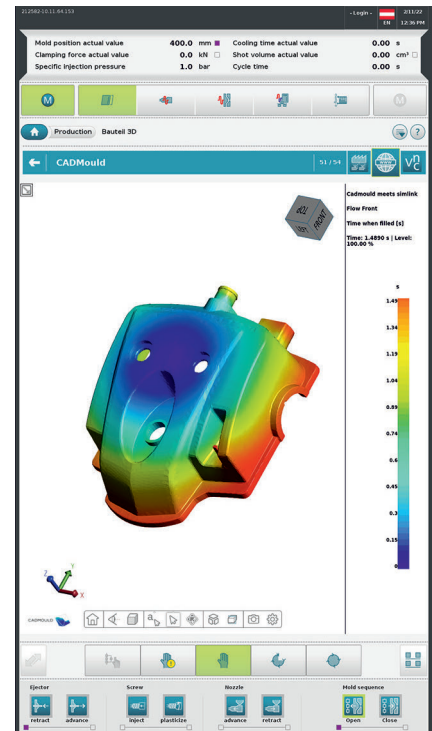 212582-10.11.64.153
- Login -
EN
2/11/22
12:36 PM
Mold position actual value 400.0 mm Cooling time actual value 0.00 s
Clamping force actual value 0.0 kN Shot volume actual value 0.00 cm³
Specific injection pressure 1.0 bar Cycle time 0.00 s
M
M
Production Bauteil 3D
?
CADMould 51 / 54
Cadmould meets simlink
Flow Front
Time when filled [s]
Time: 1.4890 s | Level:
100.00 %
TOP
FRONT
s
1.49
1.34
1.19
1.04
0.89
0.74
0.6
0.45
0.3
0.15
0
Z Y X
CADMOULD
Ejector Screw Nozzle Mold sequence
retract advance inject plasticize advance retract Open Close